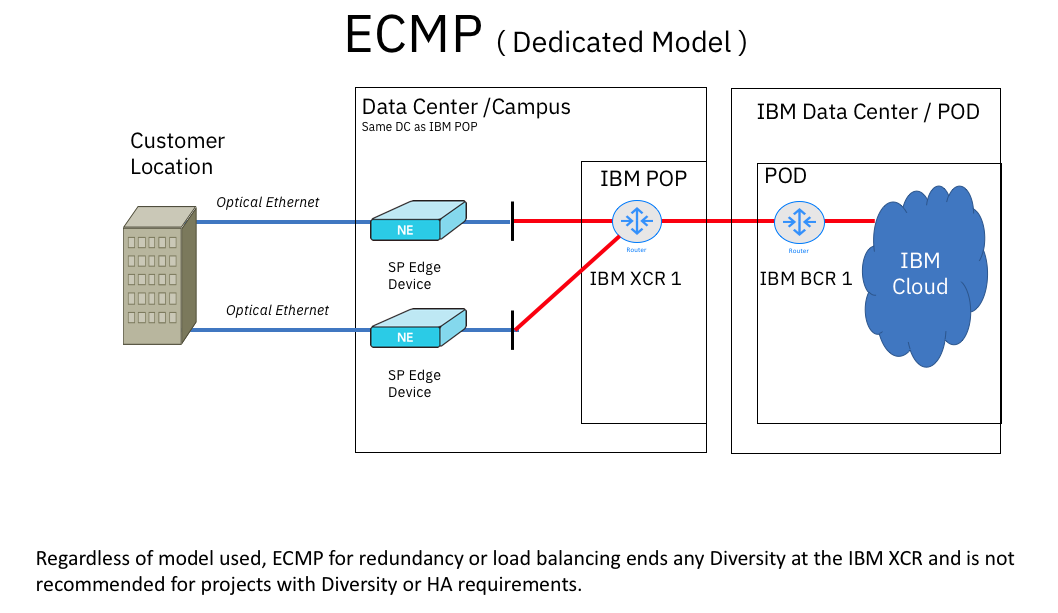 ECMP ( Dedicated Model )
Data Center /Campus
Same DC as IBM POP
IBM Data Center / POD
Customer
Location
IBM POP
POD
Optical Ethernet
NE
Router
Router
SP Edge
Device
IBM XCR 1
IBM BCR 1
IBM
Cloud
Optical Ethernet
NE
SP Edge
Device
Regardless of model used, ECMP for redundancy or load balancing ends any Diversity at the IBM XCR and is not
recommended for projects with Diversity or HA requirements.